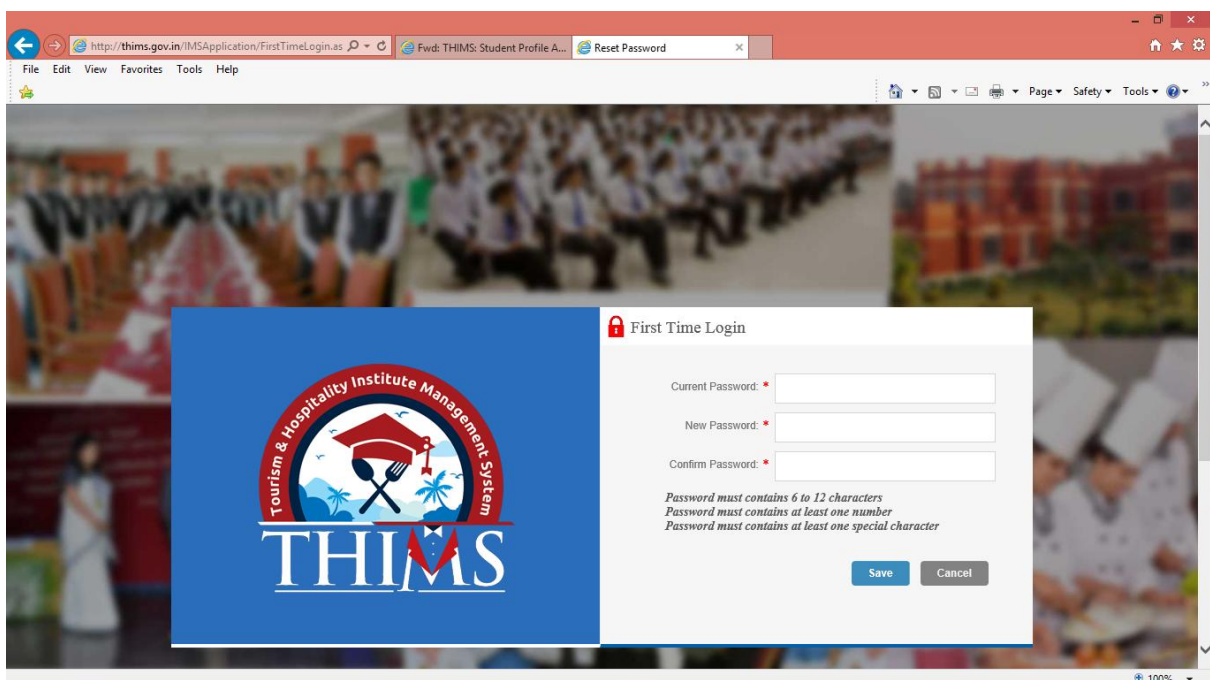 http://thims.gov.in/IMSApplication/FirstTimeLogin.as
Fwd: THIMS: Student Profile A...
Reset Password
File Edit View Favorites Tools Help
Page Safety Tools
First Time Login
Tourism & Hospitality Institute Management System
THIMS
Current Password: *
New Password: *
Confirm Password: *
Password must contains 6 to 12 characters
Password must contains at least one number
Password must contains at least one special character
Save Cancel
100%